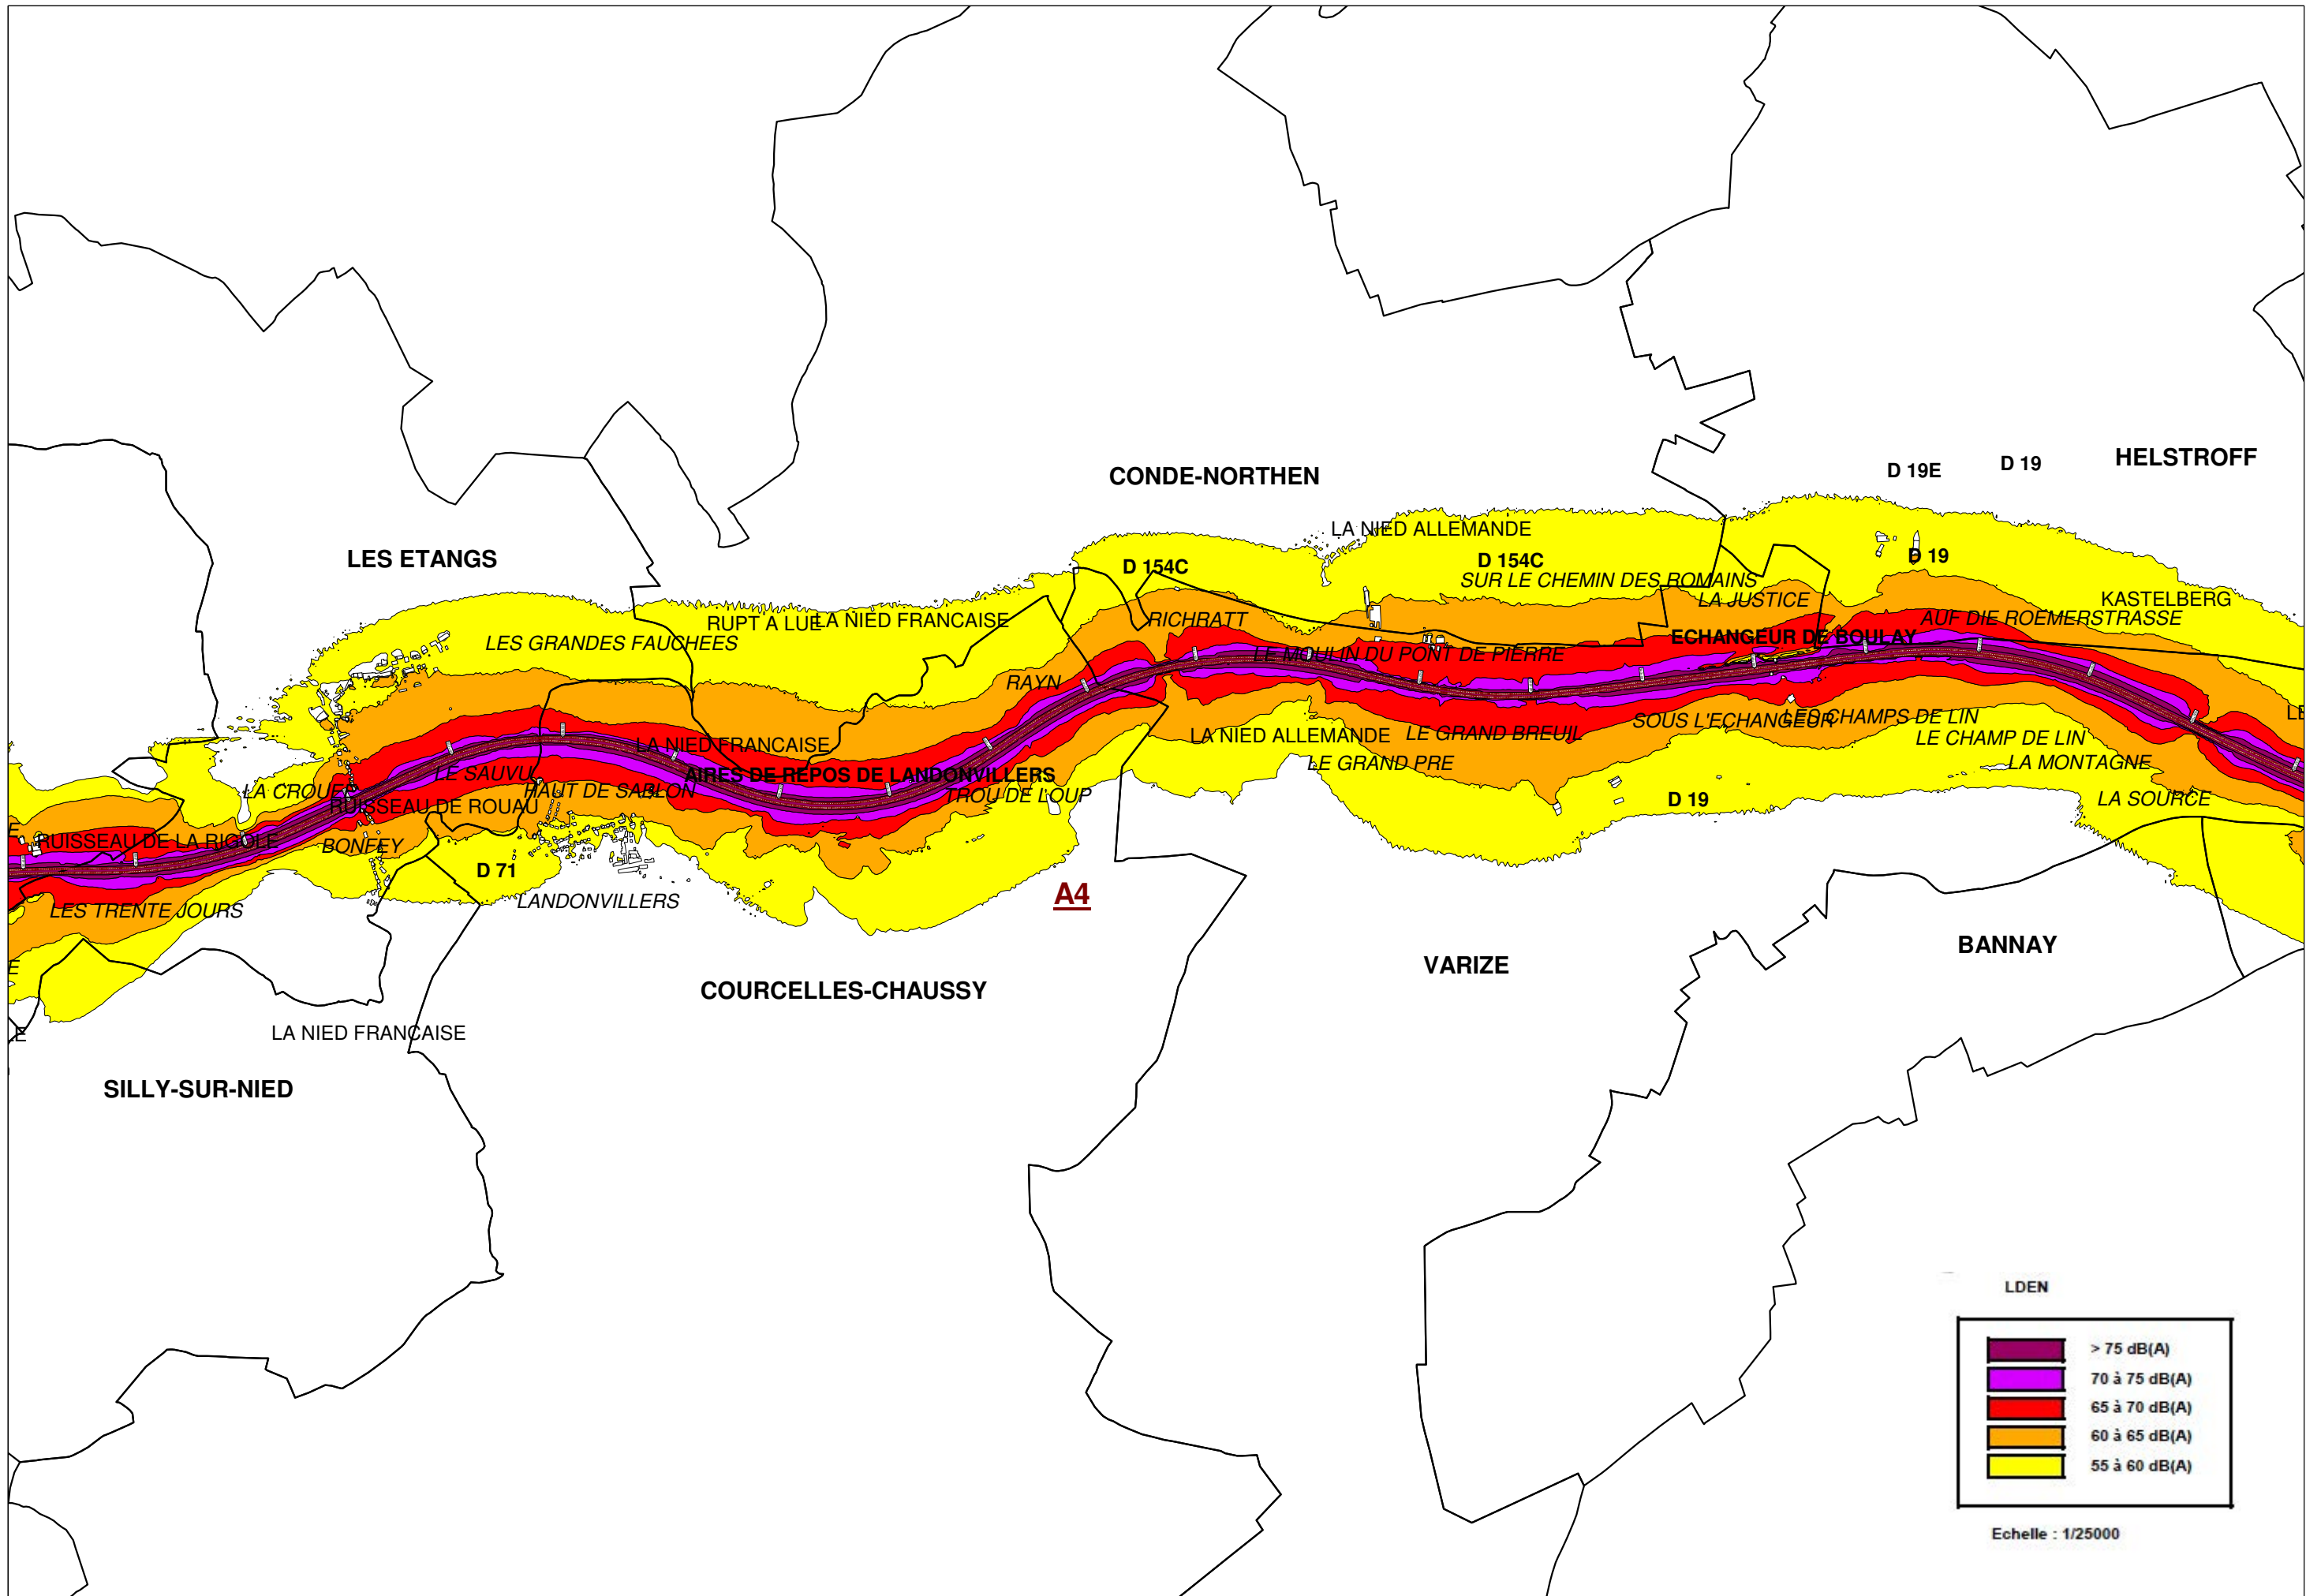 HELSTROFF
D 19
D 19E
CONDE-NORTHEN
LA NIED ALLEMANDE
LES ETANGS
D 154C
D 154C
D 19
SUR LE CHEMIN DES ROMAINS
LA JUSTICE
KASTELBERG
RUPT A LUE
LA NIED FRANCAISE
RICHRATT
AUF DIE ROEMERSTRASSE
LES GRANDES FAUCHEES
ECHANGEUR DE BOULAY
LE MOULIN DU PONT DE PIERRE
RAYN
LE
LA NIED FRANCAISE
LA NIED ALLEMANDE
LE GRAND BREUIL
SOUS L'ECHANGEUR
LES CHAMPS DE LIN
LE CHAMP DE LIN
LE SAUVU
AIRES DE REPOS DE LANDONVILLERS
LE GRAND PRE
LA MONTAGNE
LA CROUEE
HAUT DE SABLON
TROU DE LOUP
D 19
LA SOURCE
RUISSEAU DE ROUAU
E
RUISSEAU DE LA RIGOLE
BONFEY
D 71
LES TRENTE JOURS
LANDONVILLERS
A4
BANNAY
E
VARIZE
COURCELLES-CHAUSSY
LE
LA NIED FRANCAISE
SILLY-SUR-NIED
LDEN
> 75 dB(A)
70 à 75 dB(A)
65 à 70 dB(A)
60 à 65 dB(A)
55 à 60 dB(A)
Echelle : 1/25000